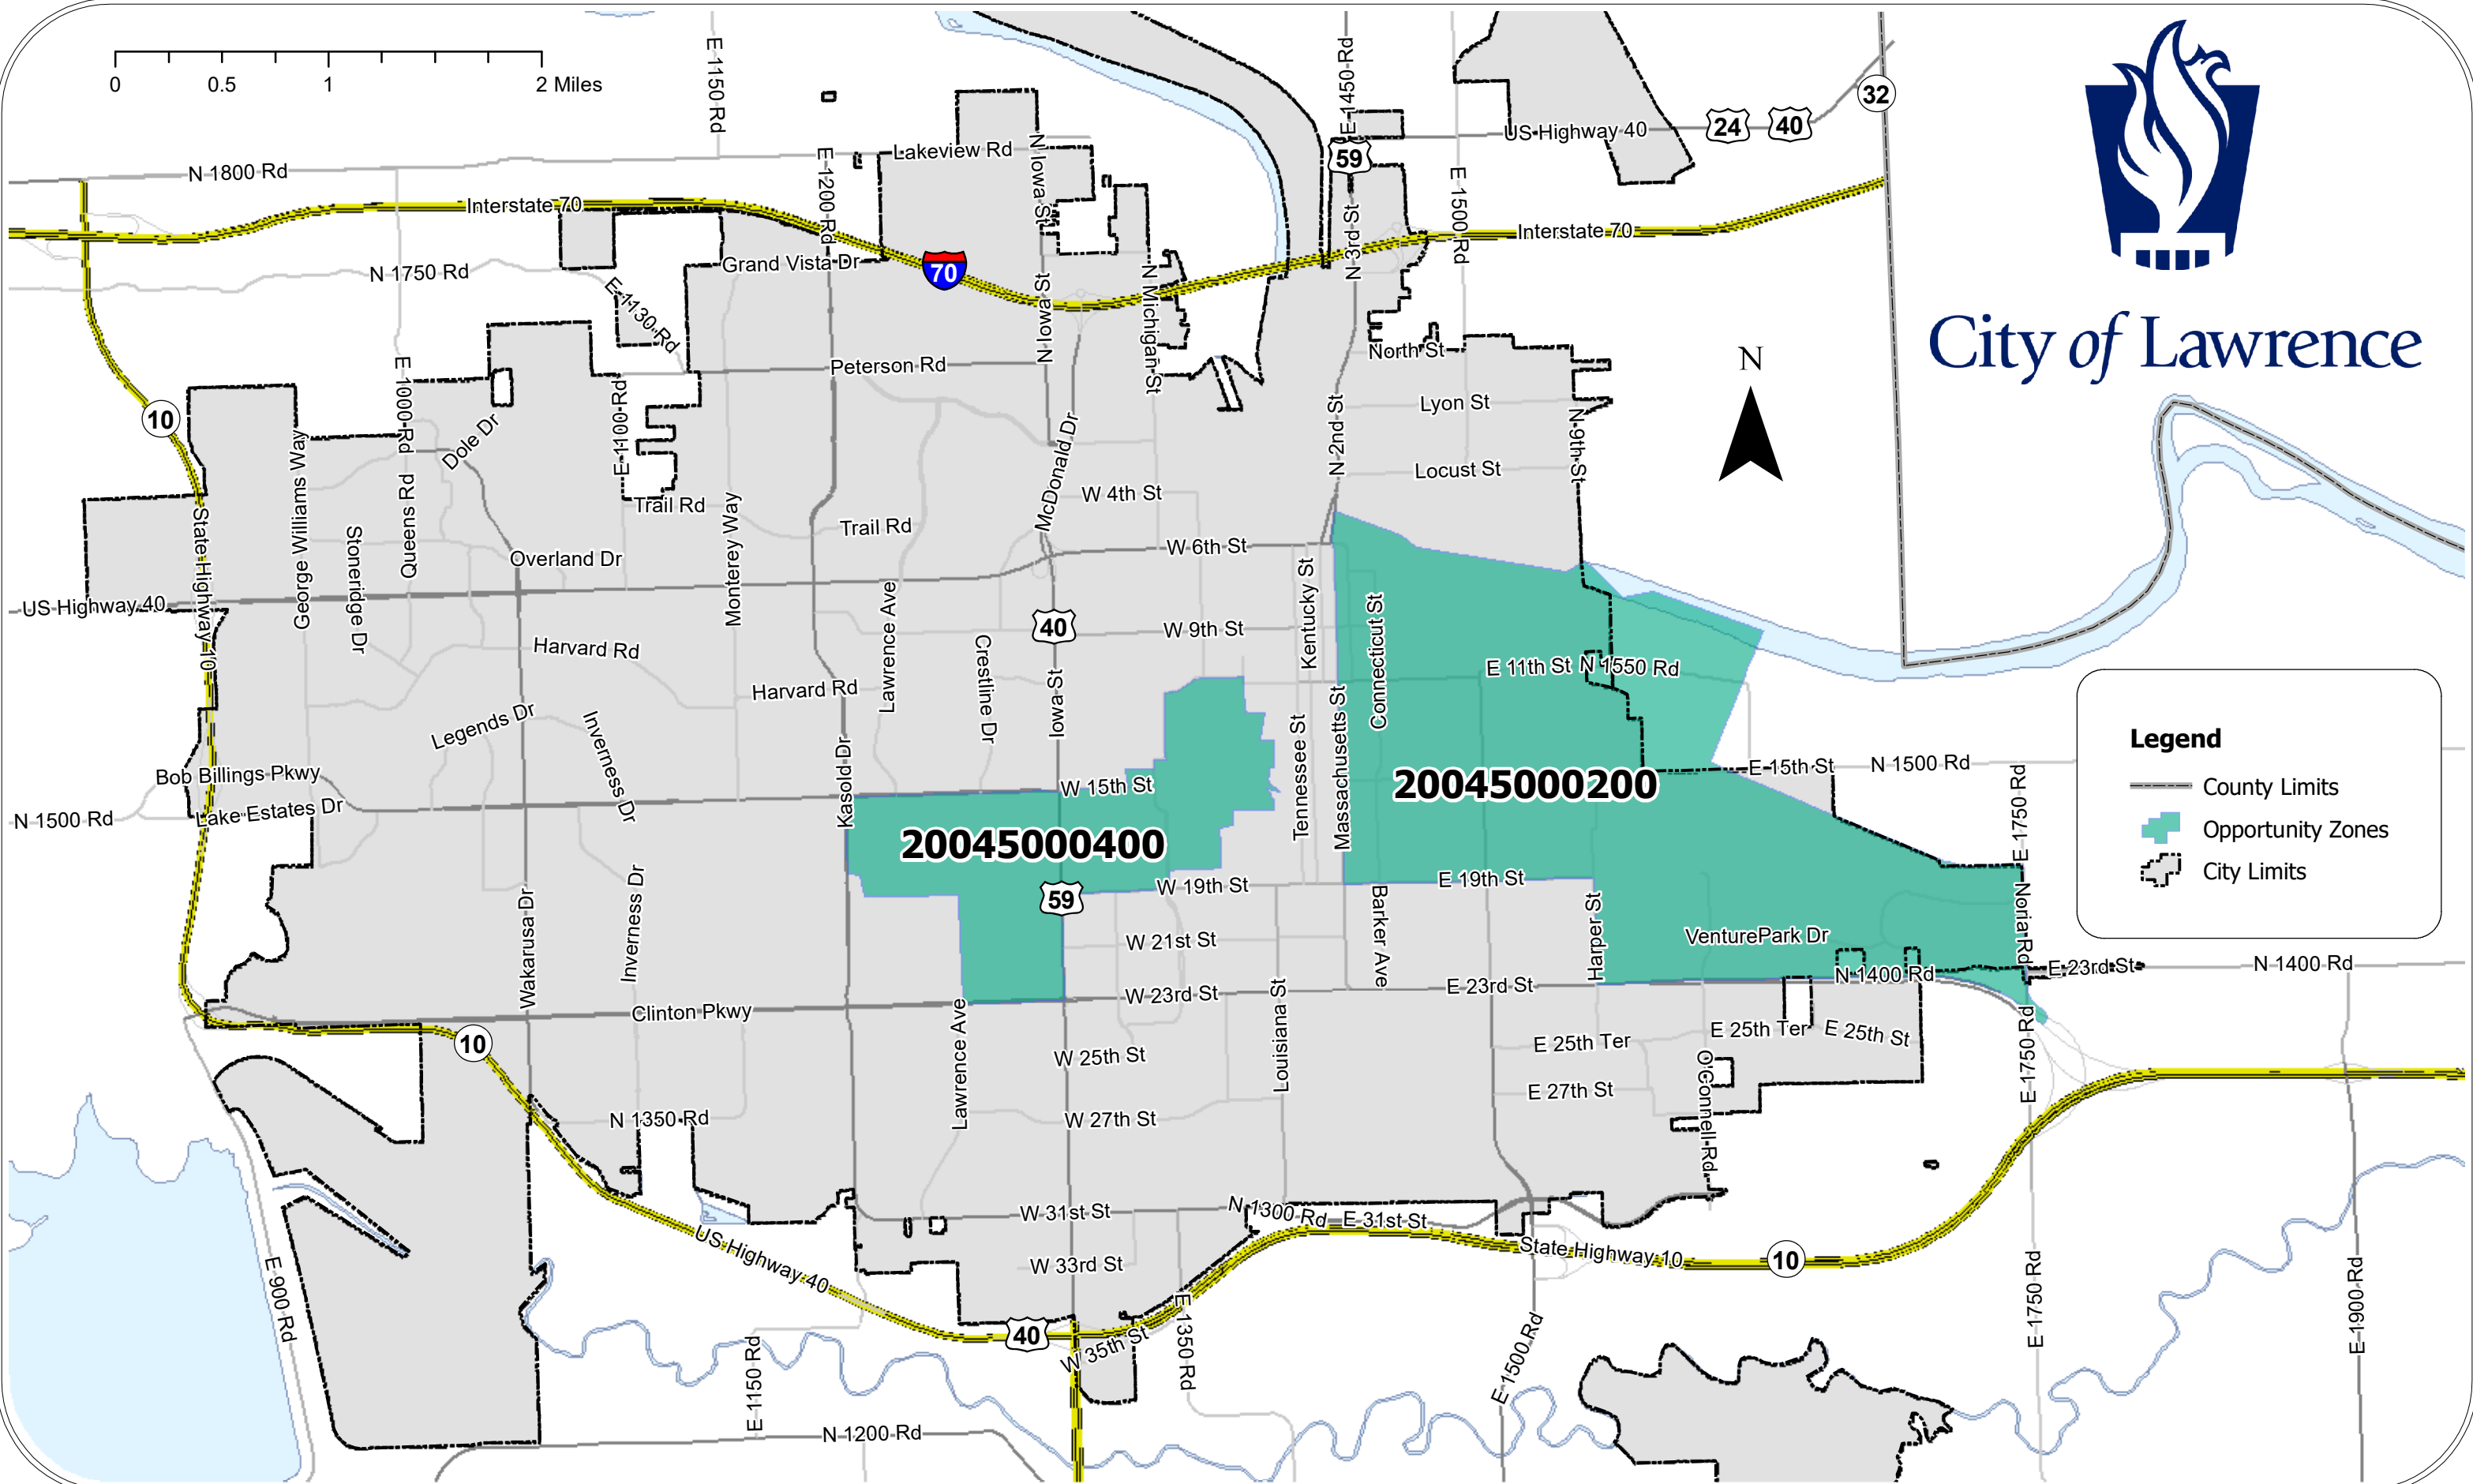 0 0.5 1 2 Miles
E 1150 Rd
E 1450 Rd
32
24
40
US Highway 40
59
N 1800 Rd
Lakeview Rd
N Iowa St
E 1200 Rd
E 1500 Rd
Interstate 70
Interstate 70
N 3rd St
N 1750 Rd
Grand Vista Dr
70
E 1130 Rd
N Iowa St
N Michigan St
City of Lawrence
North St
N
Peterson Rd
E 1000 Rd
E 1100 Rd
Lyon St
N 2nd St
N 9th St
10
Dole Dr
McDonald Dr
Locust St
George Williams Way
Queens Rd
W 4th St
Trail Rd
Monterey Way
Trail Rd
State Highway 10
Stoneridge Dr
Overland Dr
W 6th St
Kentucky St
US Highway 40
Lawrence Ave
Connecticut St
40
W 9th St
Harvard Rd
Crestline Dr
E 11th St
N 1550 Rd
Harvard Rd
Iowa St
Massachusetts St
Legends Dr
Inverness Dr
Tennessee St
Kasold Dr
Bob Billings Pkwy
W 15th St
20045000200
E 15th St
N 1500 Rd
E 1750 Rd
Legend
County Limits
Opportunity Zones
City Limits
N 1500 Rd
Lake Estates Dr
20045000400
Inverness Dr
Wakarusa Dr
59
W 19th St
E 19th St
Barker Ave
Harper St
Noria Rd
W 21st St
VenturePark Dr
N 1400 Rd
E 23rd St
N 1400 Rd
W 23rd St
E 23rd St
Clinton Pkwy
Lawrence Ave
Louisiana St
10
W 25th St
E 25th Ter
E 25th Ter
E 25th St
O'Connell Rd
E 1750 Rd
E 27th St
N 1350 Rd
W 27th St
W 31st St
N 1300 Rd
E 31st St
US Highway 40
W 33rd St
State Highway 10
10
E 900 Rd
E 1750 Rd
E 1900 Rd
40
W 35th St
E 1350 Rd
E 1150 Rd
E 1500 Rd
N 1200 Rd